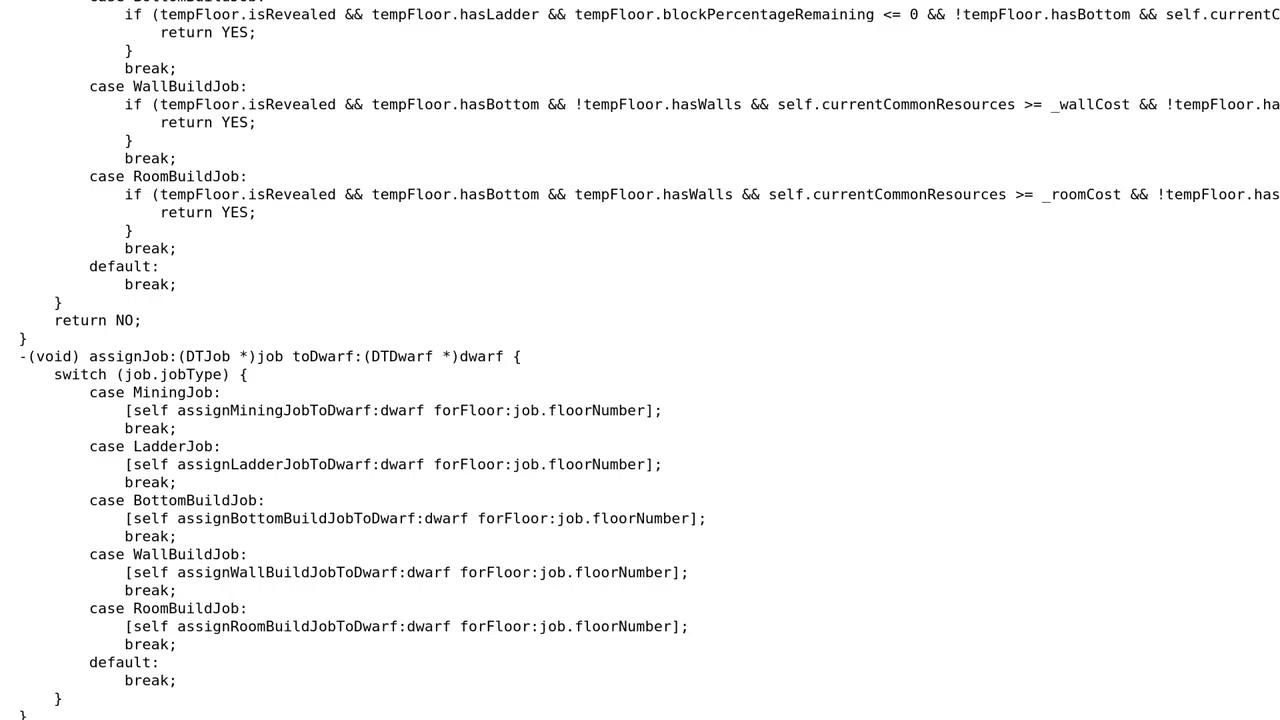 case BottomBuildJob:
if (tempFloor.isRevealed && tempFloor.hasLadder && tempFloor.blockPercentageRemaining <= 0 && !tempFloor.hasBottom && self.currentC
return YES;
}
break;
case WallBuildJob:
if (tempFloor.isRevealed && tempFloor.hasBottom && !tempFloor.hasWalls && self.currentCommonResources >= _wallCost && !tempFloor.ha
return YES;
}
break;
case RoomBuildJob:
if (tempFloor.isRevealed && tempFloor.hasBottom && tempFloor.hasWalls && self.currentCommonResources >= _roomCost && !tempFloor.has
return YES;
}
break;
default:
break;
}
return NO;
}
-(void) assignJob:(DTJob *)job toDwarf:(DTDwarf *)dwarf {
switch (job.jobType) {
case MiningJob:
[self assignMiningJobToDwarf:dwarf forFloor:job.floorNumber];
break;
case LadderJob:
[self assignLadderJobToDwarf:dwarf forFloor:job.floorNumber];
break;
case BottomBuildJob:
[self assignBottomBuildJobToDwarf:dwarf forFloor:job.floorNumber];
break;
case WallBuildJob:
[self assignWallBuildJobToDwarf:dwarf forFloor:job.floorNumber];
break;
case RoomBuildJob:
[self assignRoomBuildJobToDwarf:dwarf forFloor:job.floorNumber];
break;
default:
break;
}
}